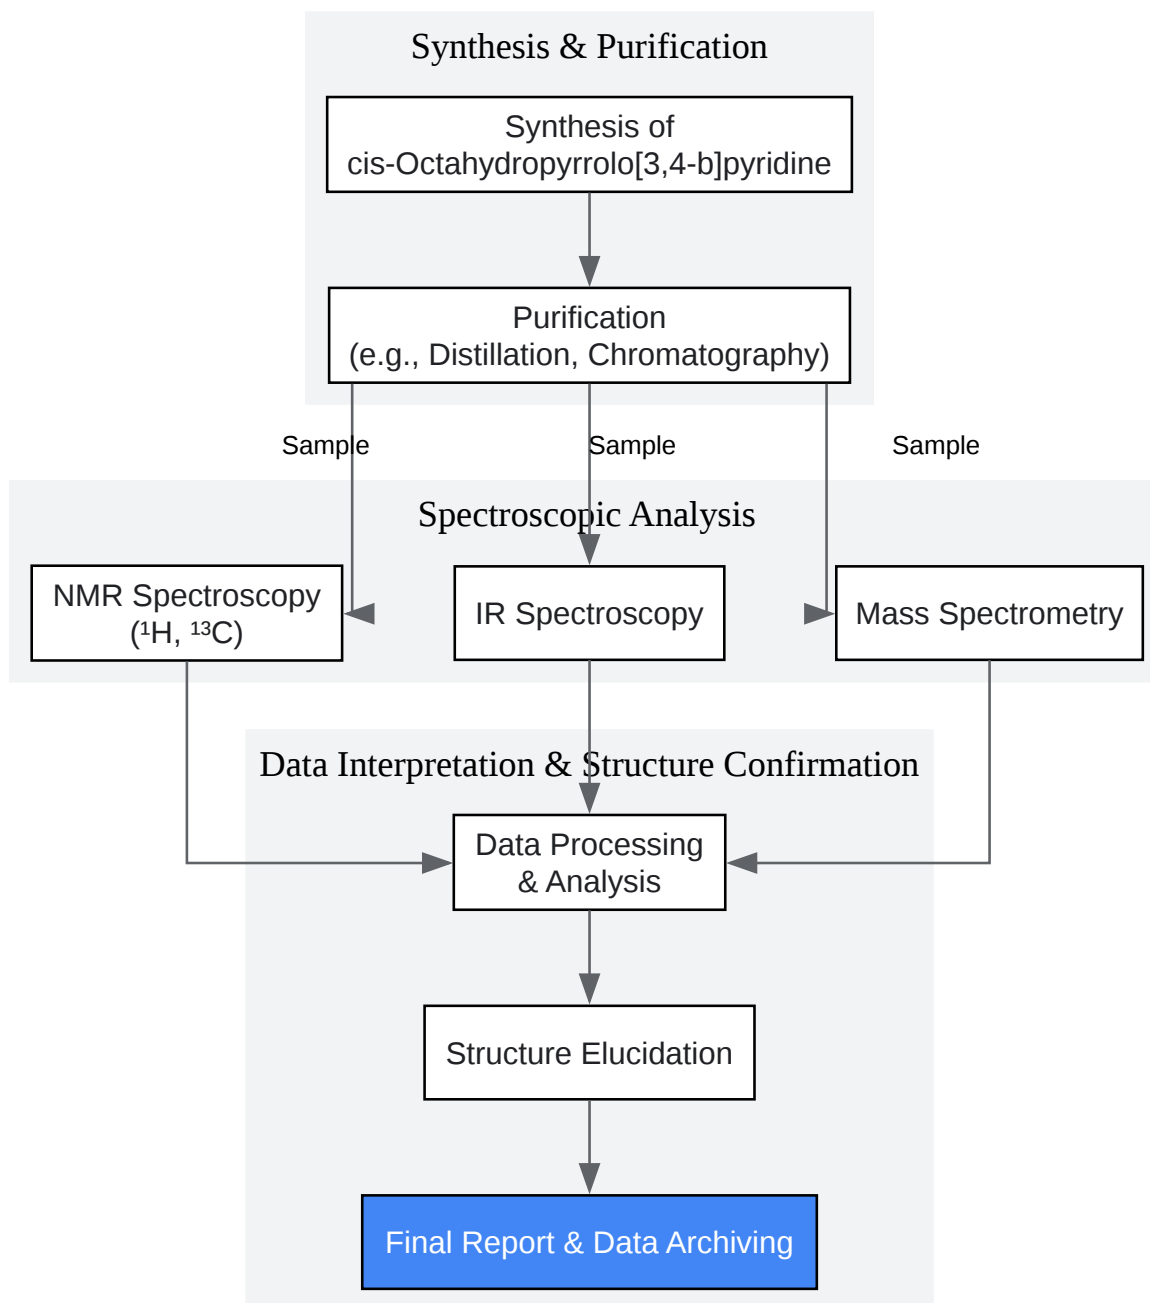 Synthesis & Purification
Synthesis of
cis-Octahydropyrrolo[3,4-b]pyridine
Purification
(e.g., Distillation, Chromatography)
Sample
Sample
Sample
Spectroscopic Analysis
NMR Spectroscopy
(¹H, ¹³C)
IR Spectroscopy
Mass Spectrometry
Data Interpretation & Structure Confirmation
Data Processing
& Analysis
Structure Elucidation
Final Report & Data Archiving